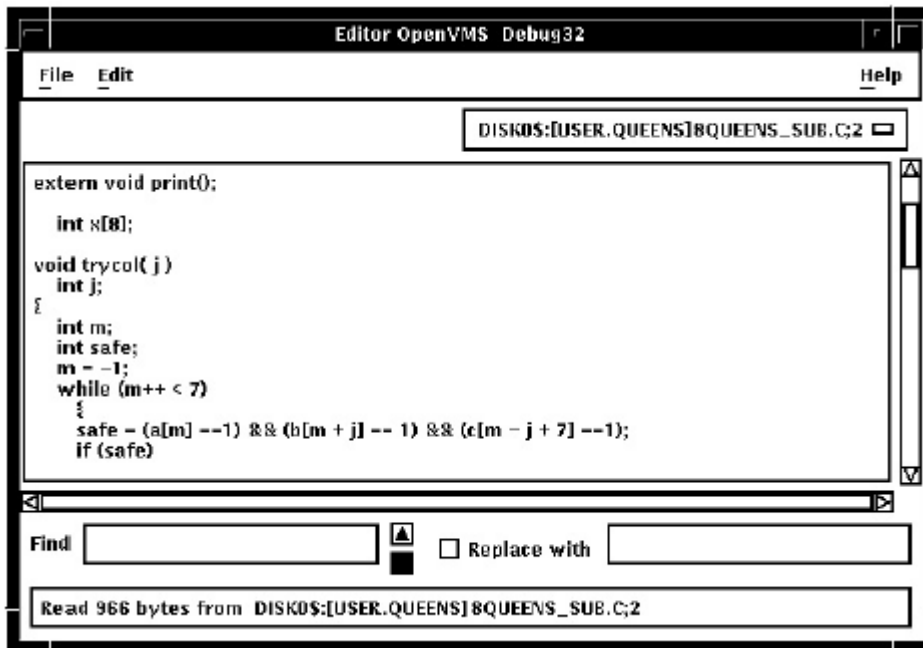 Editor OpenVMS Debug32
File Edit Help
DISK0$:[USER.QUEENS]8QUEENS_SUB.C;2
extern void print();
int x[8];
void trycol( j )
int j;
{
int m;
int safe;
m = -1;
while (m++ < 7)
{
safe = (a[m] ==1) && (b[m + j] == 1) && (c[m - j + 7] ==1);
if (safe)
Find
Replace with
Read 966 bytes from DISK0$:[USER.QUEENS]8QUEENS_SUB.C;2